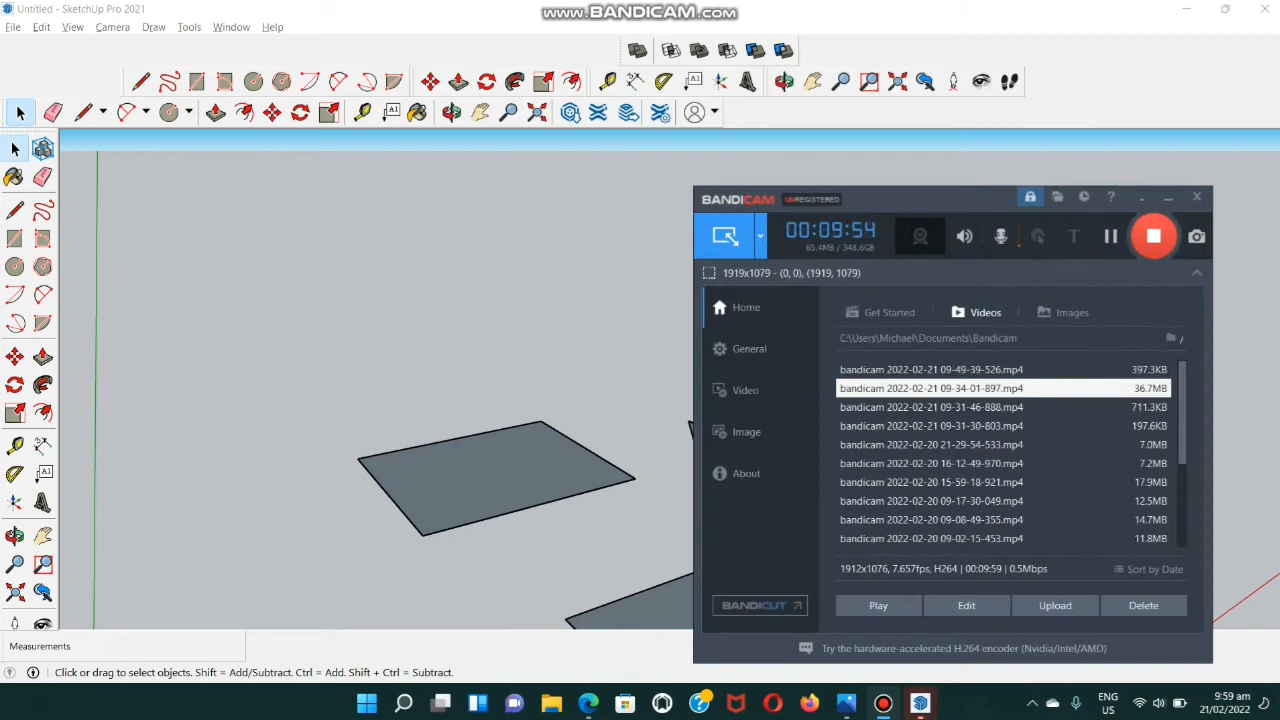 Untitled - SketchUp Pro 2021
www.BANDICAM.com
File Edit View Camera Draw Tools Window Help
BANDICAM UNREGISTERED
00:09:54
65.4MB / 348.6GB
1919x1079 - (0, 0), (1919, 1079)
Home
General
Video
Image
About
BANDICUT
Get Started Videos Images
C:\Users\Michael\Documents\Bandicam
bandicam 2022-02-21 09-49-39-526.mp4 397.3KB
bandicam 2022-02-21 09-34-01-897.mp4 36.7MB
bandicam 2022-02-21 09-31-46-888.mp4 711.3KB
bandicam 2022-02-21 09-31-30-803.mp4 197.6KB
bandicam 2022-02-20 21-29-54-533.mp4 7.0MB
bandicam 2022-02-20 16-12-49-970.mp4 7.2MB
bandicam 2022-02-20 15-59-18-921.mp4 17.9MB
bandicam 2022-02-20 09-17-30-049.mp4 12.5MB
bandicam 2022-02-20 09-08-49-355.mp4 14.7MB
bandicam 2022-02-20 09-02-15-453.mp4 11.8MB
1912x1076, 7.657fps, H264 | 00:09:59 | 0.5Mbps Sort by Date
Play Edit Upload Delete
Try the hardware-accelerated H.264 encoder (Nvidia/Intel/AMD)
Measurements
Click or drag to select objects. Shift = Add/Subtract. Ctrl = Add. Shift + Ctrl = Subtract.
ENG
US
9:59 AM
21/02/2022